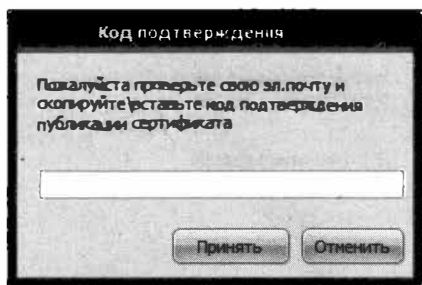 Код подтверждения
Пожалуйста проверьте свою эл.почту и
скопируйте\вставьте код подтверждения
публикации сертификата
Принять
Отменить